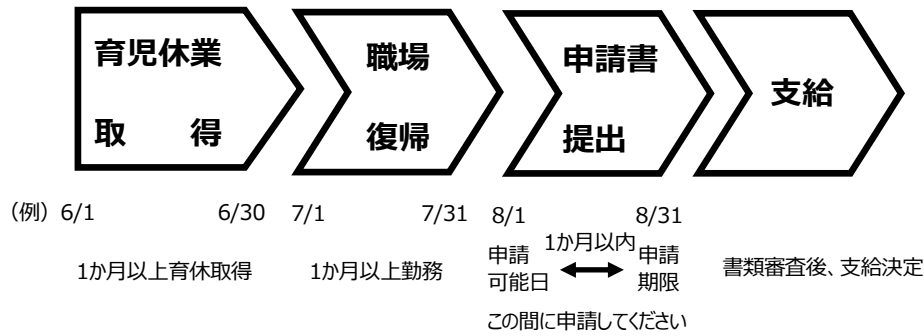 育児休業
取　　得
職場
復帰
申請書
提出
支給
（例）6/1　6/30　7/1　7/31　8/1　8/31
1か月以上育休取得
1か月以上勤務
申請
可能日
1か月以内
申請
期限
書類審査後、支給決定
この間に申請してください